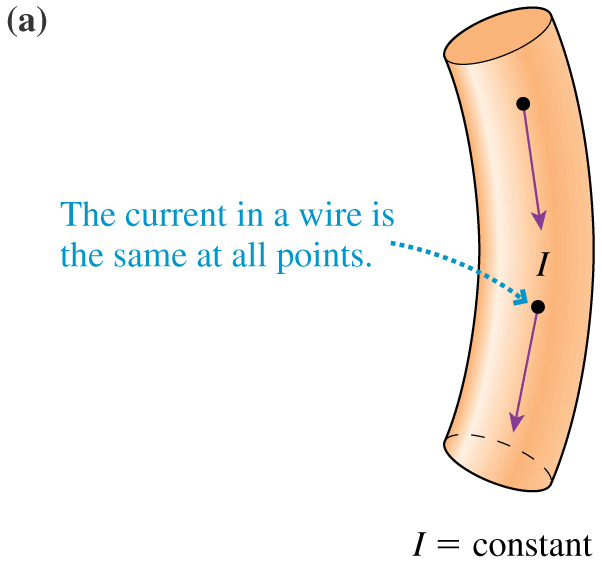 (a)
The current in a wire is
the same at all points.
I
I = constant